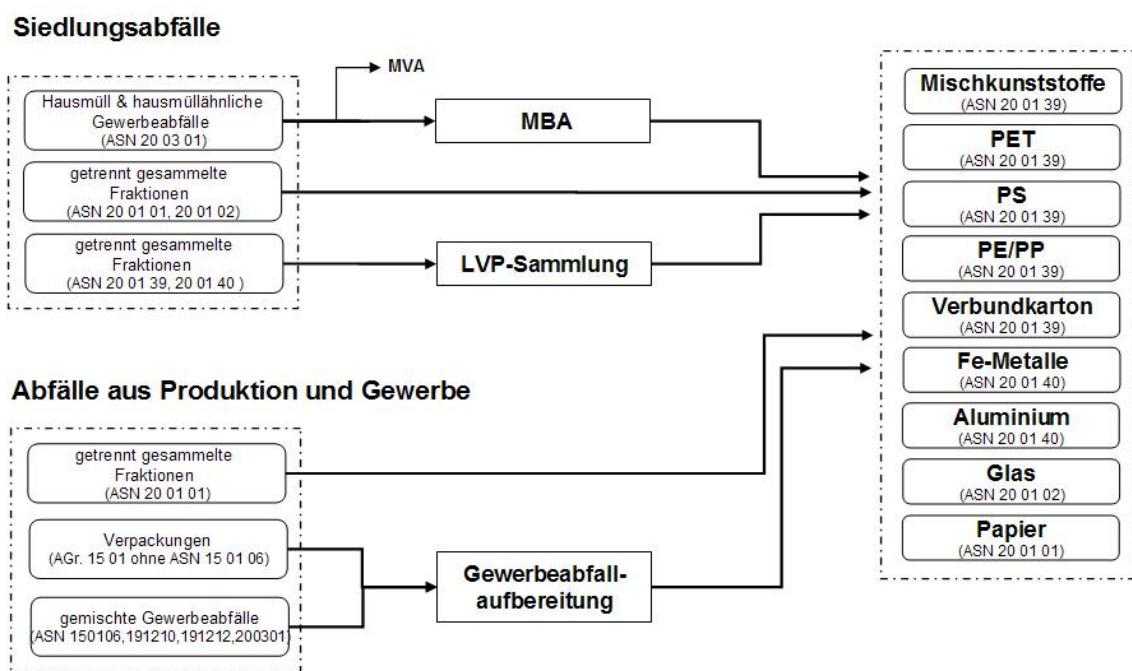 Siedlungsabfälle
MVA
Hausmüll & hausmüllähnliche
Gewerbeabfälle
(ASN 20 03 01)
MBA
getrennt gesammelte
Fraktionen
(ASN 20 01 01, 20 01 02)
getrennt gesammelte
Fraktionen
(ASN 20 01 39, 20 01 40 )
LVP-Sammlung
Abfälle aus Produktion und Gewerbe
getrennt gesammelte
Fraktionen
(ASN 20 01 01)
Verpackungen
(AGr. 15 01 ohne ASN 15 01 06)
gemischte Gewerbeabfälle
(ASN 150106,191210,191212,200301)
Gewerbeabfall-
aufbereitung
Mischkunststoffe
(ASN 20 01 39)
PET
(ASN 20 01 39)
PS
(ASN 20 01 39)
PE/PP
(ASN 20 01 39)
Verbundkarton
(ASN 20 01 39)
Fe-Metalle
(ASN 20 01 40)
Aluminium
(ASN 20 01 40)
Glas
(ASN 20 01 02)
Papier
(ASN 20 01 01)